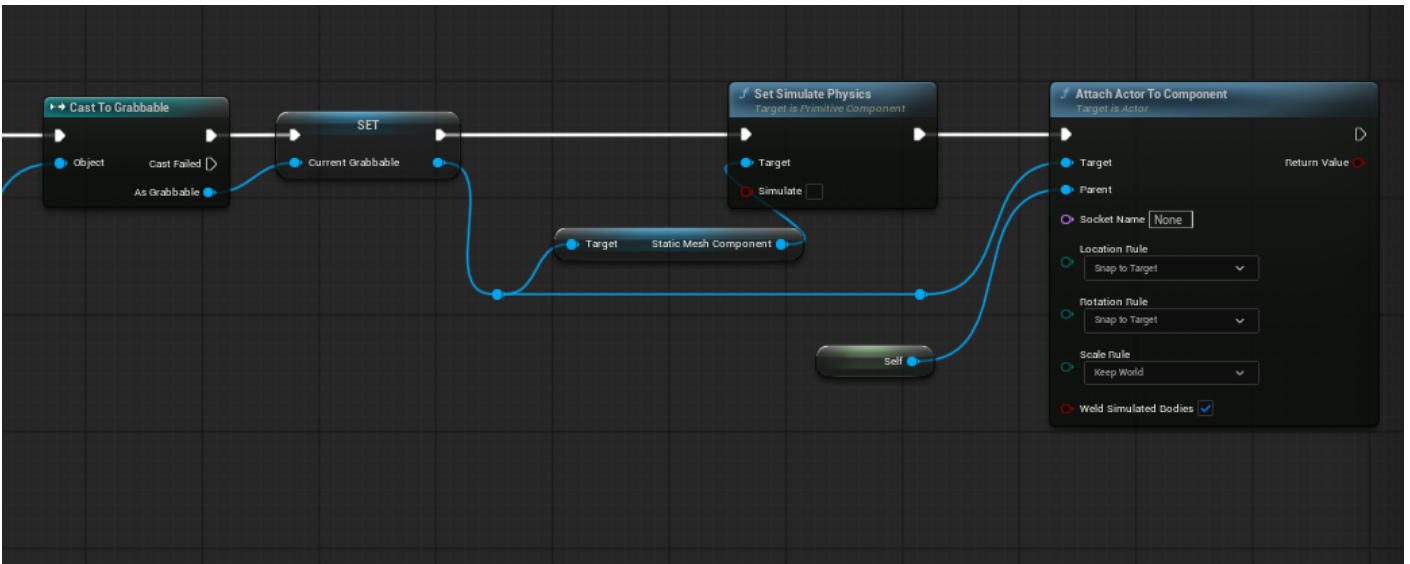 Cast To Grabbable
Object
Cast Failed
As Grabbable
SET
Current Grabbable
Target
Static Mesh Component
Set Simulate Physics
Target is Primitive Component
Target
Simulate
Self
Attach Actor To Component
Target is Actor
Target
Return Value
Parent
Socket Name None
Location Rule
Snap to Target
Rotation Rule
Snap to Target
Scale Rule
Keep World
Weld Simulated Bodies